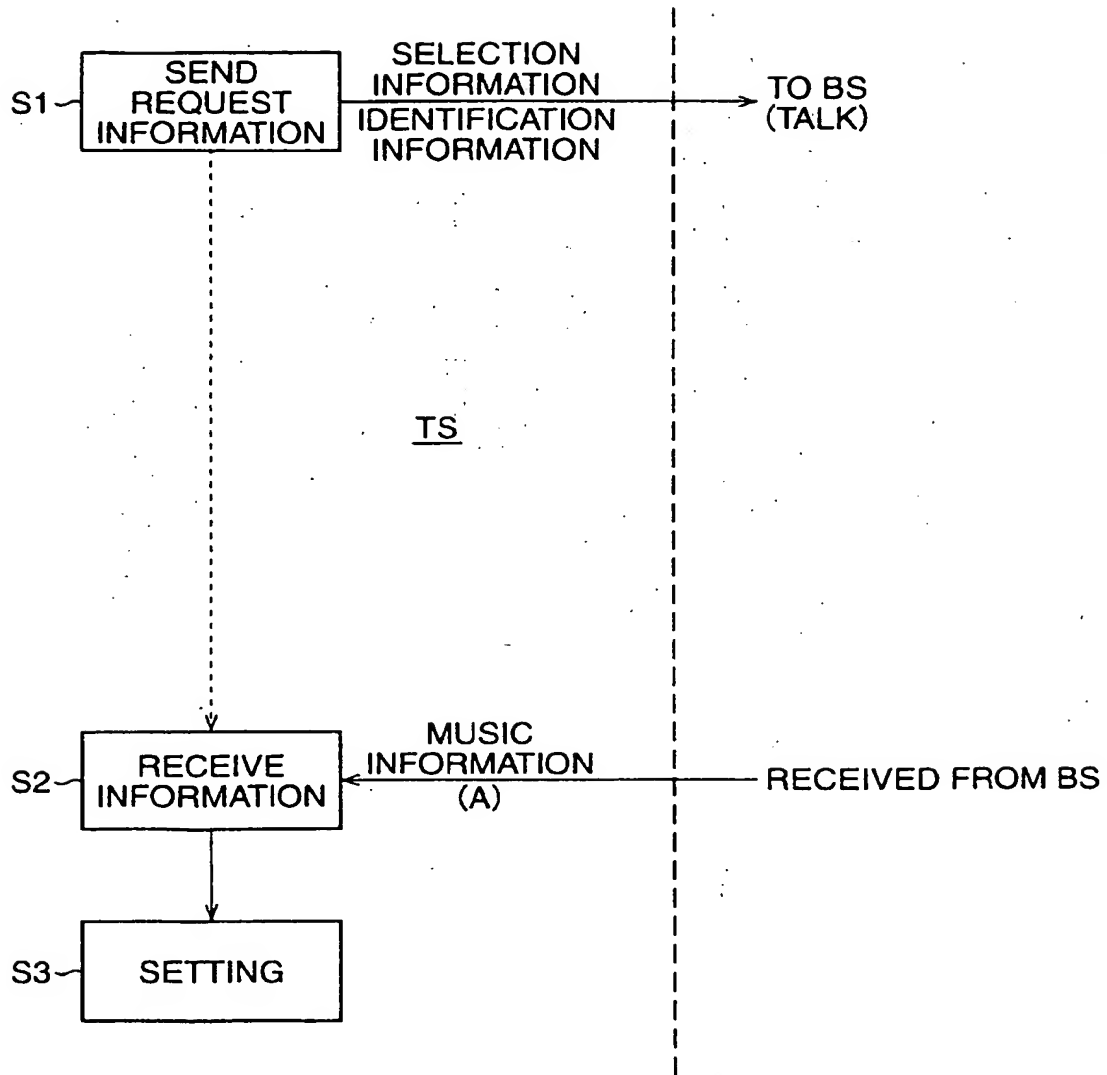 SEND
REQUEST
INFORMATION
S1
SELECTION
INFORMATION
IDENTIFICATION
INFORMATION
TO BS
(TALK)
TS
S2
RECEIVE
INFORMATION
MUSIC
INFORMATION
(A)
RECEIVED FROM BS
S3
SETTING